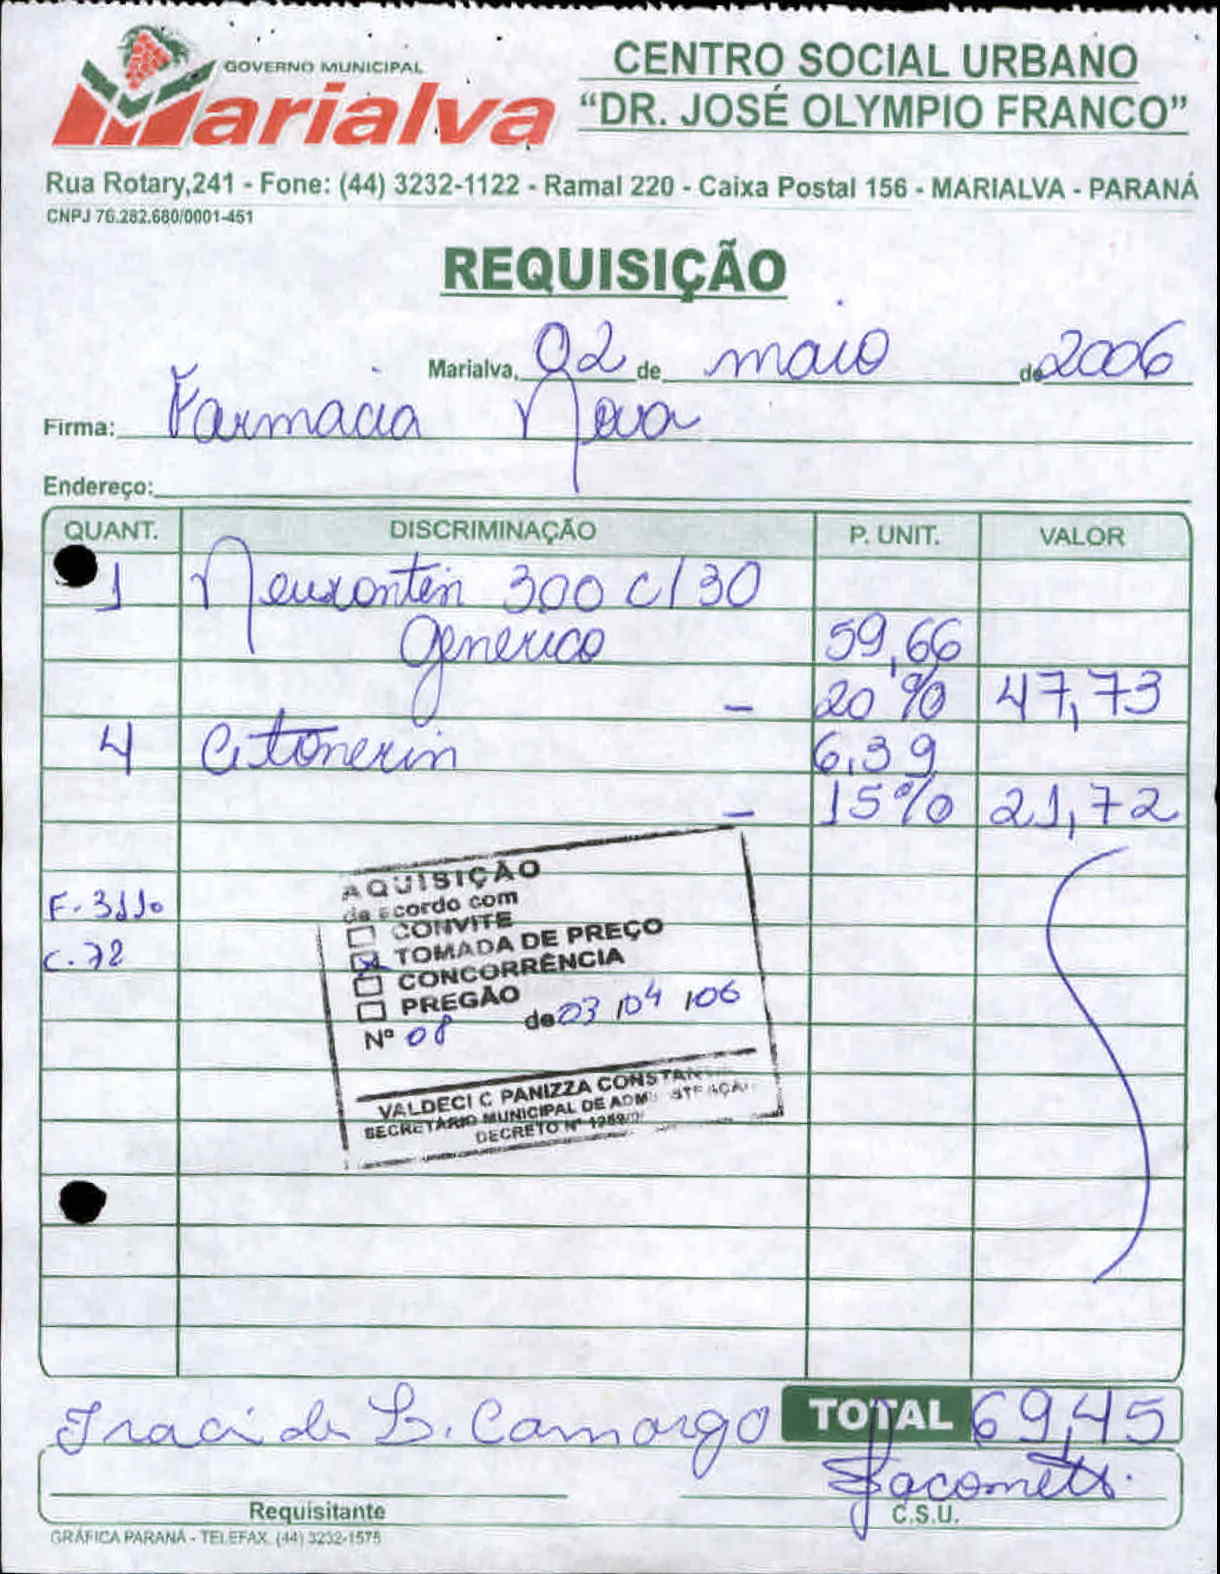 GOVERNO MUNICIPAL
Marialva
CENTRO SOCIAL URBANO
“DR. JOSÉ OLYMPIO FRANCO”
Rua Rotary,241 - Fone: (44) 3232-1122 - Ramal 220 - Caixa Postal 156 - MARIALVA - PARANÁ
CNPJ 76.282.680/0001-451
REQUISIÇÃO
Marialva, 02 de maio de 2006
Firma: Farmacia Nova
Endereço:
QUANT. DISCRIMINAÇÃO P. UNIT. VALOR
1 Neurontin 300 c/30
Generico 59,66
- 20% 47,73
4 Citonerin 6,39
- 15% 21,72
AQUISIÇÃO
de acordo com
CONVITE
TOMADA DE PREÇO
CONCORRÊNCIA
PREGÃO
Nº 08 de 03/04/06
VALDECI C PANIZZA
SECRETARIO MUNICIPAL DE
DECRETO Nº
F. 3110
C. 72
Iraci de B. Camargo TOTAL 69,45
Jacometti
Requisitante C.S.U.
GRÁFICA PARANÁ - TELEFAX. (44) 3232-1575